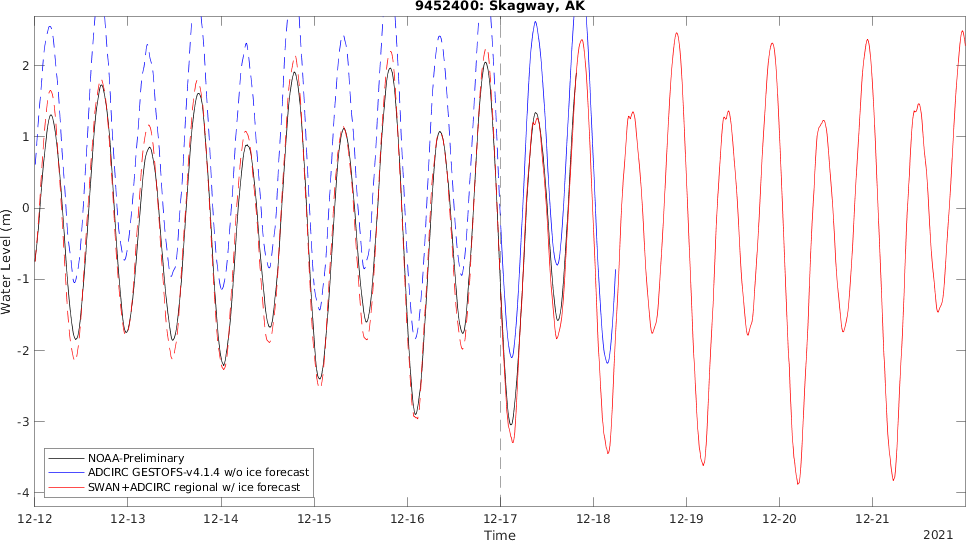 9452400: Skagway, AK
Water Level (m)
2
1
0
-1
-2
-3
-4
NOAA-Preliminary
ADCIRC GESTOFS-v4.1.4 w/o ice forecast
SWAN+ADCIRC regional w/ ice forecast
12-12 12-13 12-14 12-15 12-16 12-17 12-18 12-19 12-20 12-21
Time
2021